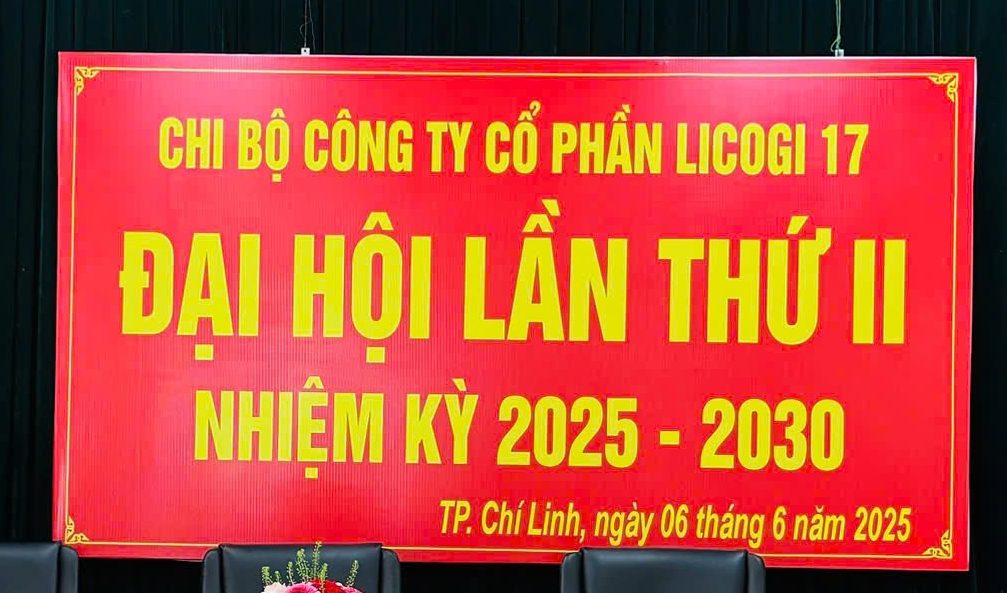 CHI BỘ CÔNG TY CỔ PHẦN LICOGI 17
ĐẠI HỘI LẦN THỨ II
NHIỆM KỲ 2025 - 2030
TP. Chí Linh, ngày 06 tháng 6 năm 2025